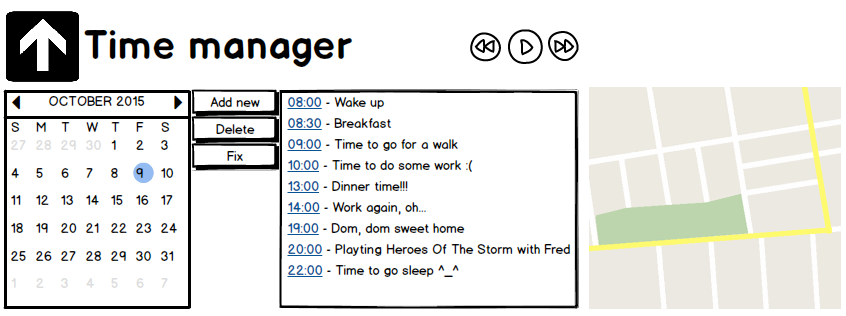 Time manager
OCTOBER 2015
S M T W T F S
27 28 29 30 1 2 3
4 5 6 7 8 9 10
11 12 13 14 15 16 17
18 19 20 21 22 23 24
25 26 27 28 29 30 31
1 2 3 4 5 6 7
Add new
Delete
Fix
08:00 - Wake up
08:30 - Breakfast
09:00 - Time to go for a walk
10:00 - Time to do some work :(
13:00 - Dinner time!!!
14:00 - Work again, oh...
19:00 - Dom, dom sweet home
20:00 - Playting Heroes Of The Storm with Fred
22:00 - Time to go sleep ^_^